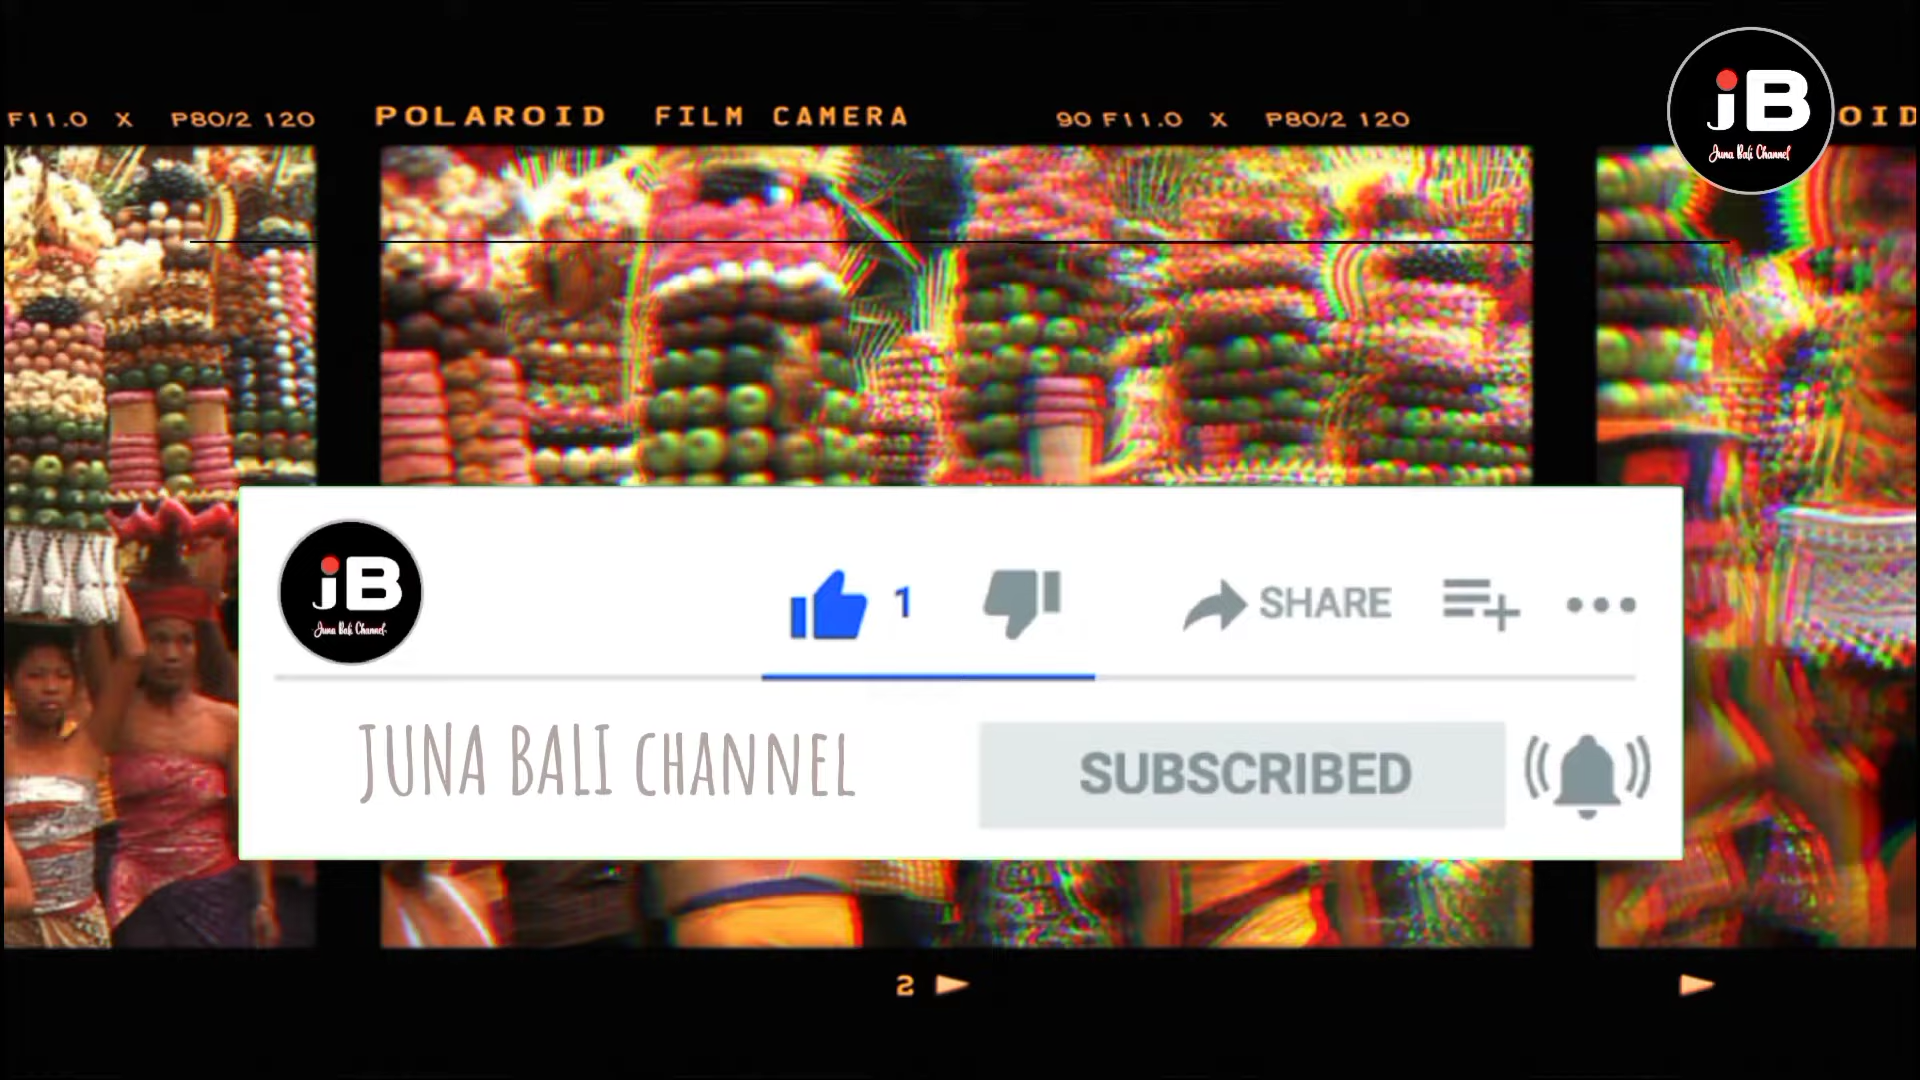 F11.0 X P80/2 120 POLAROID FILM CAMERA 90 F11.0 X P80/2 120 OID
jB
Juna Bali Channel
jB
Juna Bali Channel
1 SHARE
JUNA BALI CHANNEL
SUBSCRIBED
2